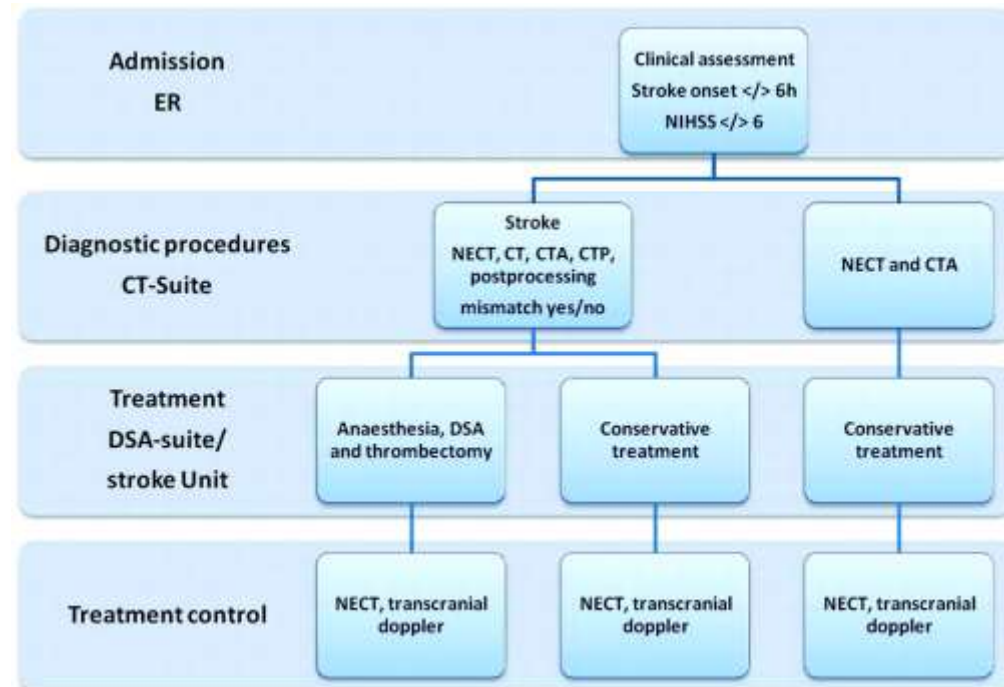 Admission
ER
Clinical assessment
Stroke onset </> 6h
NIHSS </> 6
Diagnostic procedures
CT-Suite
Stroke
NECT, CT, CTA, CTP,
postprocessing
mismatch yes/no
NECT and CTA
Treatment
DSA-suite/
stroke Unit
Anaesthesia, DSA
and thrombectomy
Conservative
treatment
Conservative
treatment
Treatment control
NECT, transcranial
doppler
NECT, transcranial
doppler
NECT, transcranial
doppler